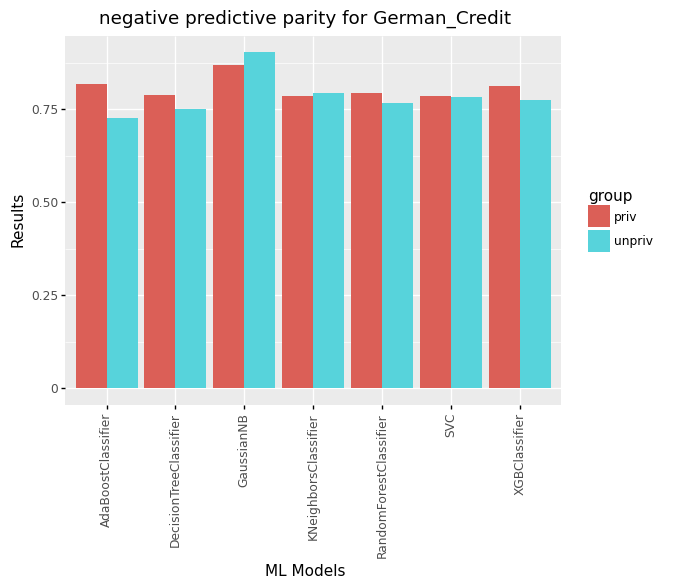 negative predictive parity for German_Credit
Results
0.75
0.50
0.25
0
AdaBoostClassifier
DecisionTreeClassifier
GaussianNB
KNeighborsClassifier
RandomForestClassifier
SVC
XGBClassifier
ML Models
group
priv
unpriv